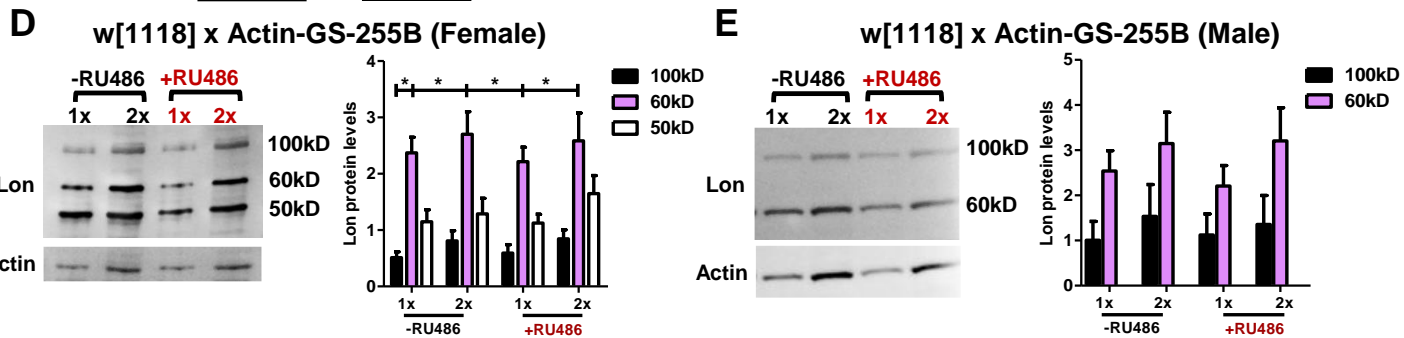 D
w[1118] x Actin-GS-255B (Female)
-RU486 +RU486
1x 2x 1x 2x
100kD
60kD
50kD
Lon
Actin
Lon protein levels
4
3
2
1
0
* * * *
100kD
60kD
50kD
1x 2x 1x 2x
-RU486 +RU486
E
w[1118] x Actin-GS-255B (Male)
-RU486 +RU486
1x 2x 1x 2x
100kD
60kD
Lon
Actin
Lon protein levels
5
4
3
2
1
0
100kD
60kD
1x 2x 1x 2x
-RU486 +RU486